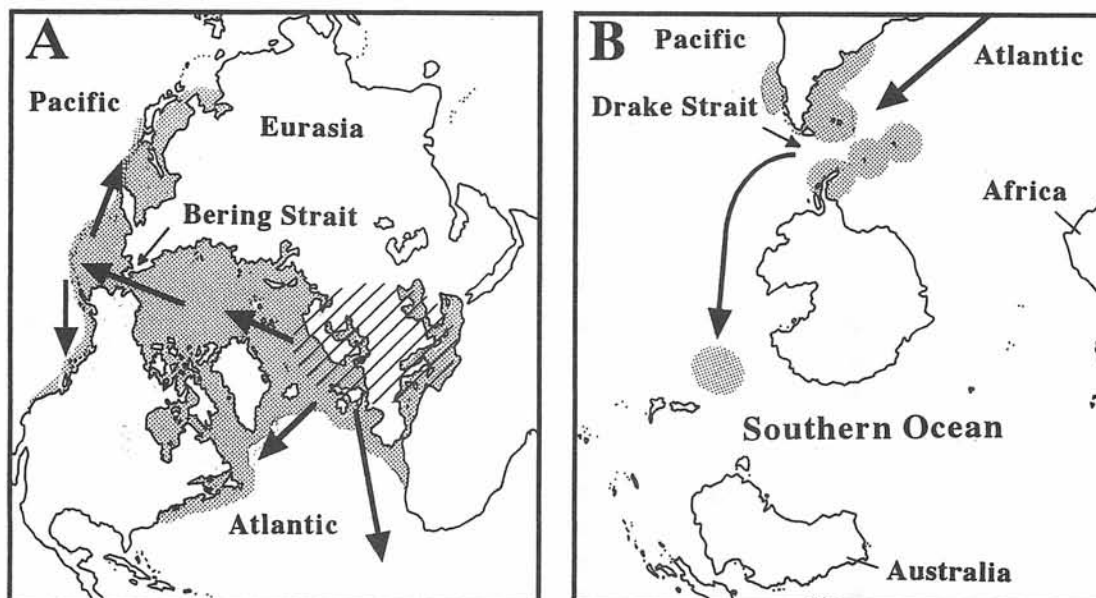 A
Pacific
Eurasia
Bering Strait
Atlantic
B
Pacific
Atlantic
Drake Strait
Africa
Southern Ocean
Australia